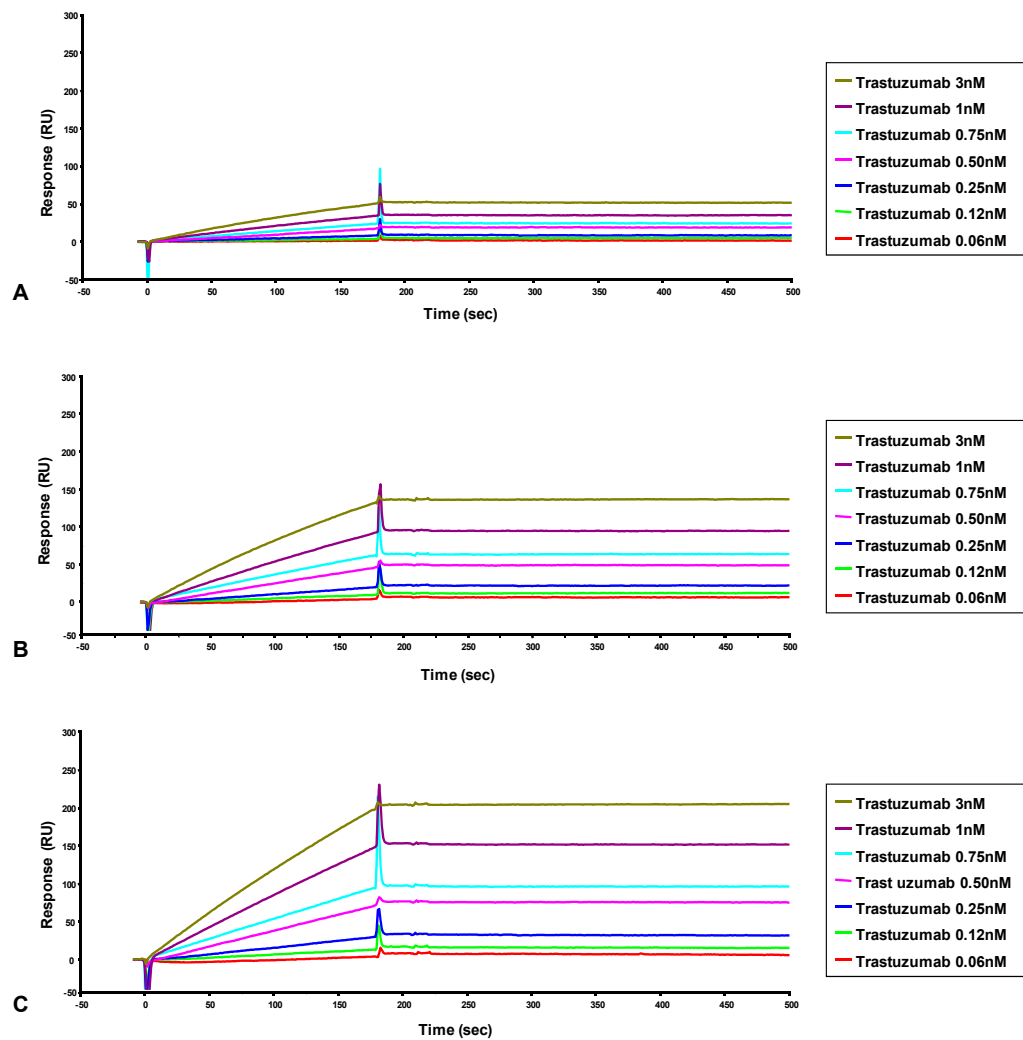 300
250
200
150
100
50
0
-50
Response (RU)
-50 0 50 100 150 200 250 300 350 400 450 500
Time (sec)
A
Trastuzumab 3nM
Trastuzumab 1nM
Trastuzumab 0.75nM
Trastuzumab 0.50nM
Trastuzumab 0.25nM
Trastuzumab 0.12nM
Trastuzumab 0.06nM
300
250
200
150
100
50
0
-50
Response (RU)
-50 0 50 100 150 200 250 300 350 400 450 500
Time (sec)
B
Trastuzumab 3nM
Trastuzumab 1nM
Trastuzumab 0.75nM
Trastuzumab 0.50nM
Trastuzumab 0.25nM
Trastuzumab 0.12nM
Trastuzumab 0.06nM
300
250
200
150
100
50
0
-50
Response (RU)
-50 0 50 100 150 200 250 300 350 400 450 500
Time (sec)
C
Trastuzumab 3nM
Trastuzumab 1nM
Trastuzumab 0.75nM
Trast uzumab 0.50nM
Trastuzumab 0.25nM
Trastuzumab 0.12nM
Trastuzumab 0.06nM